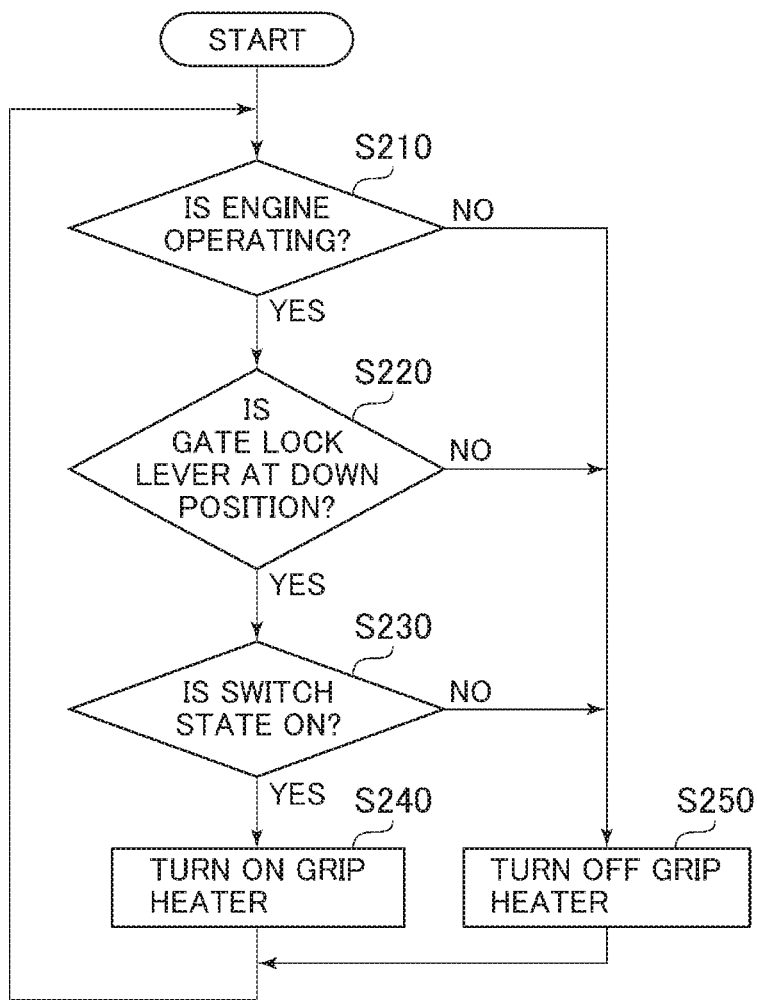 START
S210
IS ENGINE
OPERATING?
NO
YES
S220
IS
GATE LOCK
LEVER AT DOWN
POSITION?
NO
YES
S230
IS SWITCH
STATE ON?
NO
YES
S240
TURN ON GRIP
HEATER
S250
TURN OFF GRIP
HEATER